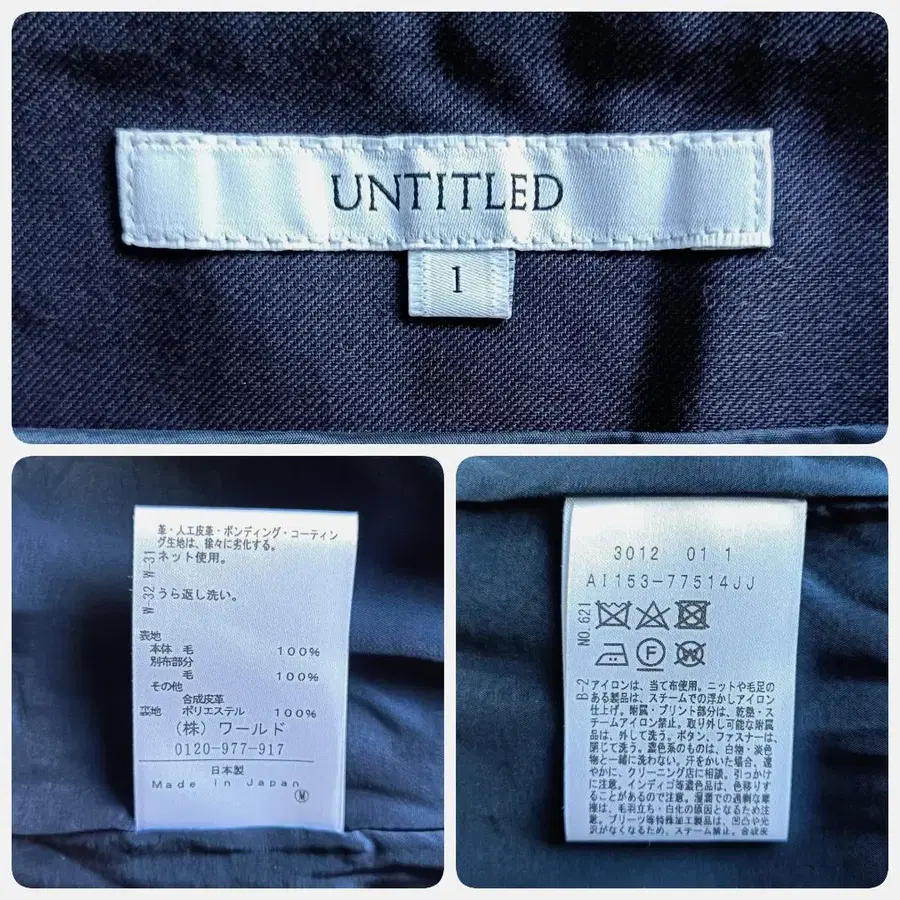 UNTITLED
1
革・人工皮革・ボンディング・コーティン
グ生地は、徐々に劣化する。
ネット使用。
W-32 W-31
うら返し洗い。
表地
本体 毛 100%
別布部分
毛 100%
その他
合成皮革
裏地 ポリエステル 100%
(株) ワールド
0120-977-917
日本製
Made in Japan
M
3012 01 1
AI153-77514JJ
NO.621
P
W
B-2
アイロンは、当て布使用。ニットや毛足の
ある製品は、スチームでの浮かしアイロン
仕上げ。附属・プリント部分は、乾熱・ス
チームアイロン禁止。取り外し可能な附属
品は、外して洗う。ボタン、ファスナーは
閉じて洗う。濃色系のものは、白物・淡色
物と一緒に洗わない。汗をかいた場合、速
やかに、クリーニング店に相談。引っかけ
に注意。インディゴ等濃色品は、色移りす
ることがあるので注意。湿潤での過剰な摩
擦は、毛羽立ち・白化の原因となるため注
意。プリーツ等特殊加工製品は、凹凸や光
沢がなくなるため、スチーム禁止。合成皮